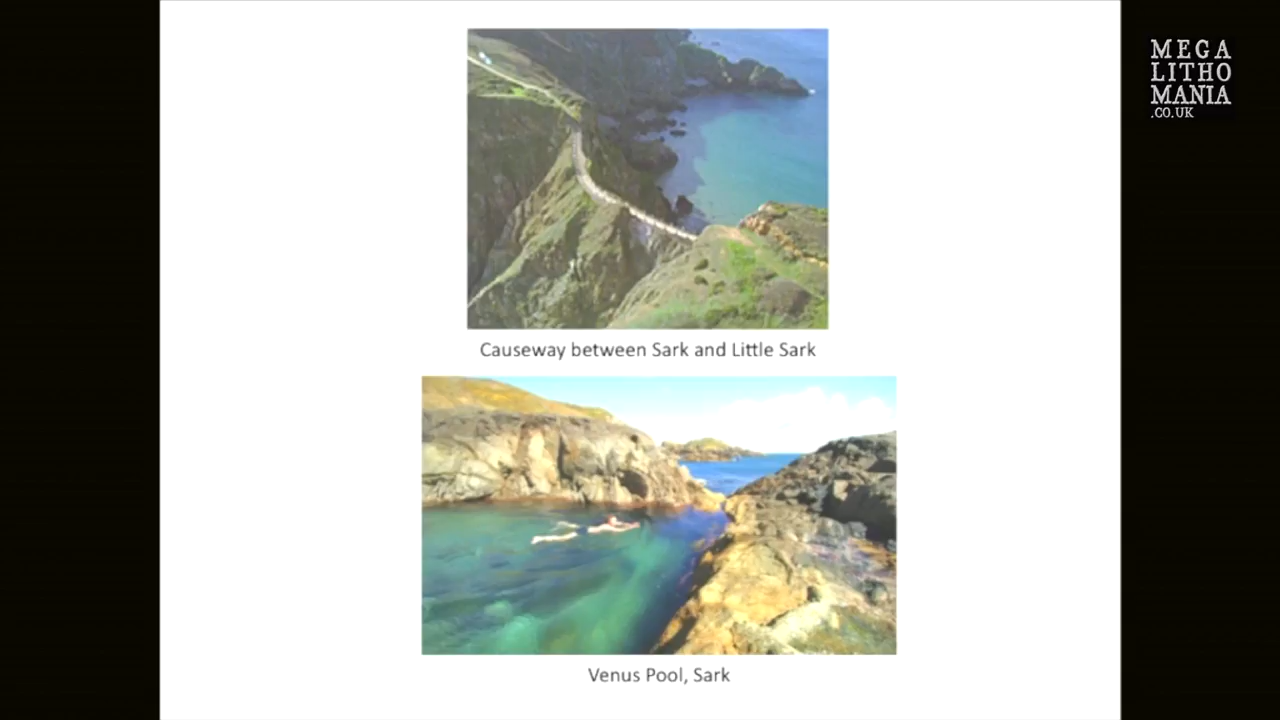 MEGA
LITHO
MANIA
.CO.UK
Causeway between Sark and Little Sark
Venus Pool, Sark